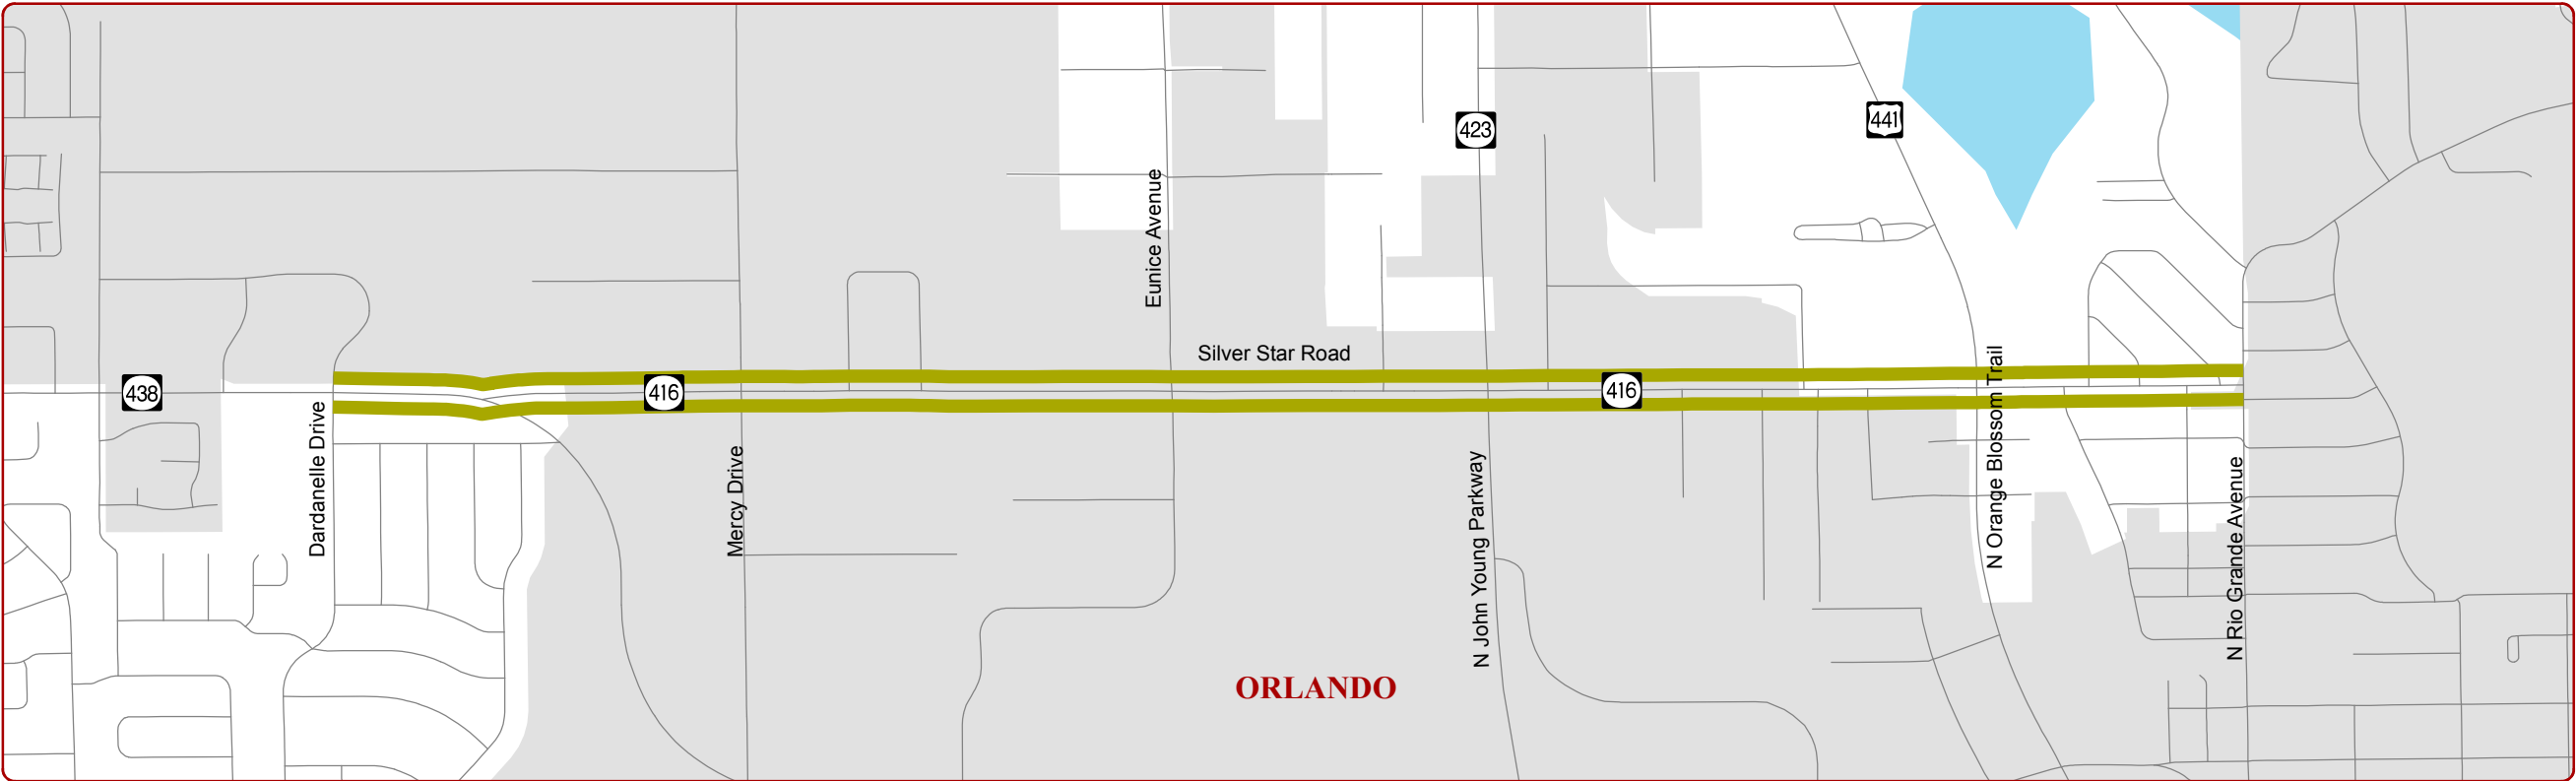 441
423
Eunice Avenue
Silver Star Road
438
416
416
Dardanelle Drive
Mercy Drive
N John Young Parkway
N Orange Blossom Trail
N Rio Grande Avenue
ORLANDO